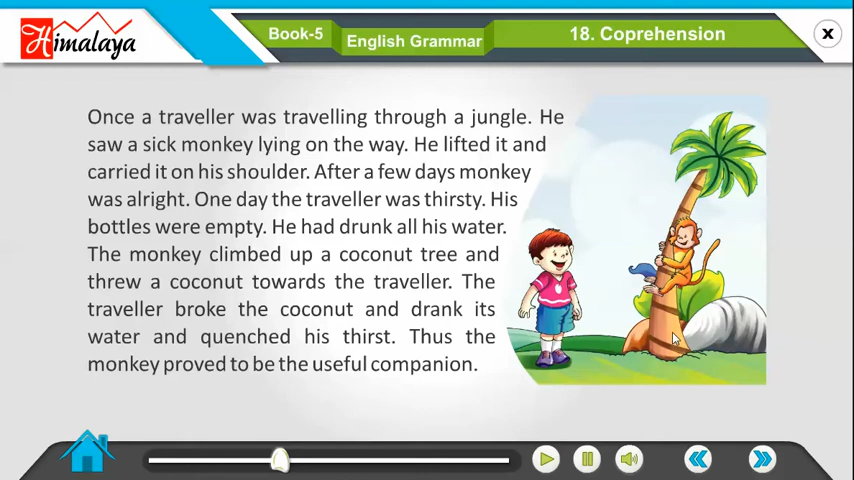 Himalaya
Book-5
English Grammar
18. Coprehension
X
Once a traveller was travelling through a jungle. He
saw a sick monkey lying on the way. He lifted it and
carried it on his shoulder. After a few days monkey
was alright. One day the traveller was thirsty. His
bottles were empty. He had drunk all his water.
The monkey climbed up a coconut tree and
threw a coconut towards the traveller. The
traveller broke the coconut and drank its
water and quenched his thirst. Thus the
monkey proved to be the useful companion.